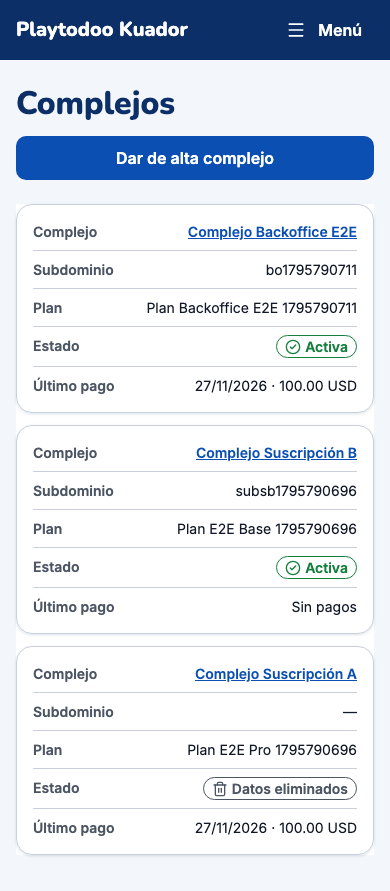 Playtodoo Kuador
Menú
Complejos
Dar de alta complejo
Complejo Complejo Backoffice E2E
Subdominio bo1795790711
Plan Plan Backoffice E2E 1795790711
Estado Activa
Último pago 27/11/2026 · 100.00 USD
Complejo Complejo Suscripción B
Subdominio subsb1795790696
Plan Plan E2E Base 1795790696
Estado Activa
Último pago Sin pagos
Complejo Complejo Suscripción A
Subdominio —
Plan Plan E2E Pro 1795790696
Estado Datos eliminados
Último pago 27/11/2026 · 100.00 USD